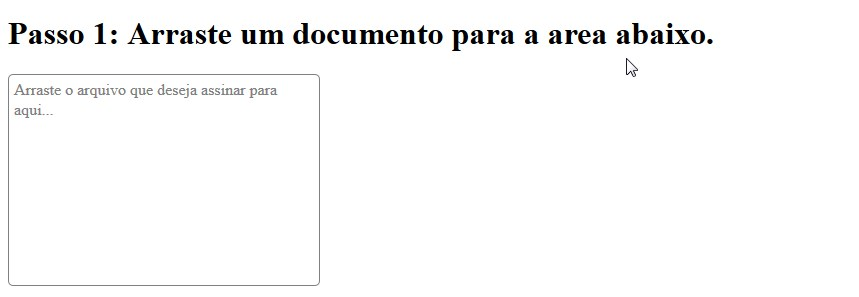 Passo 1: Arraste um documento para a area abaixo.
Arraste o arquivo que deseja assinar para
aqui...